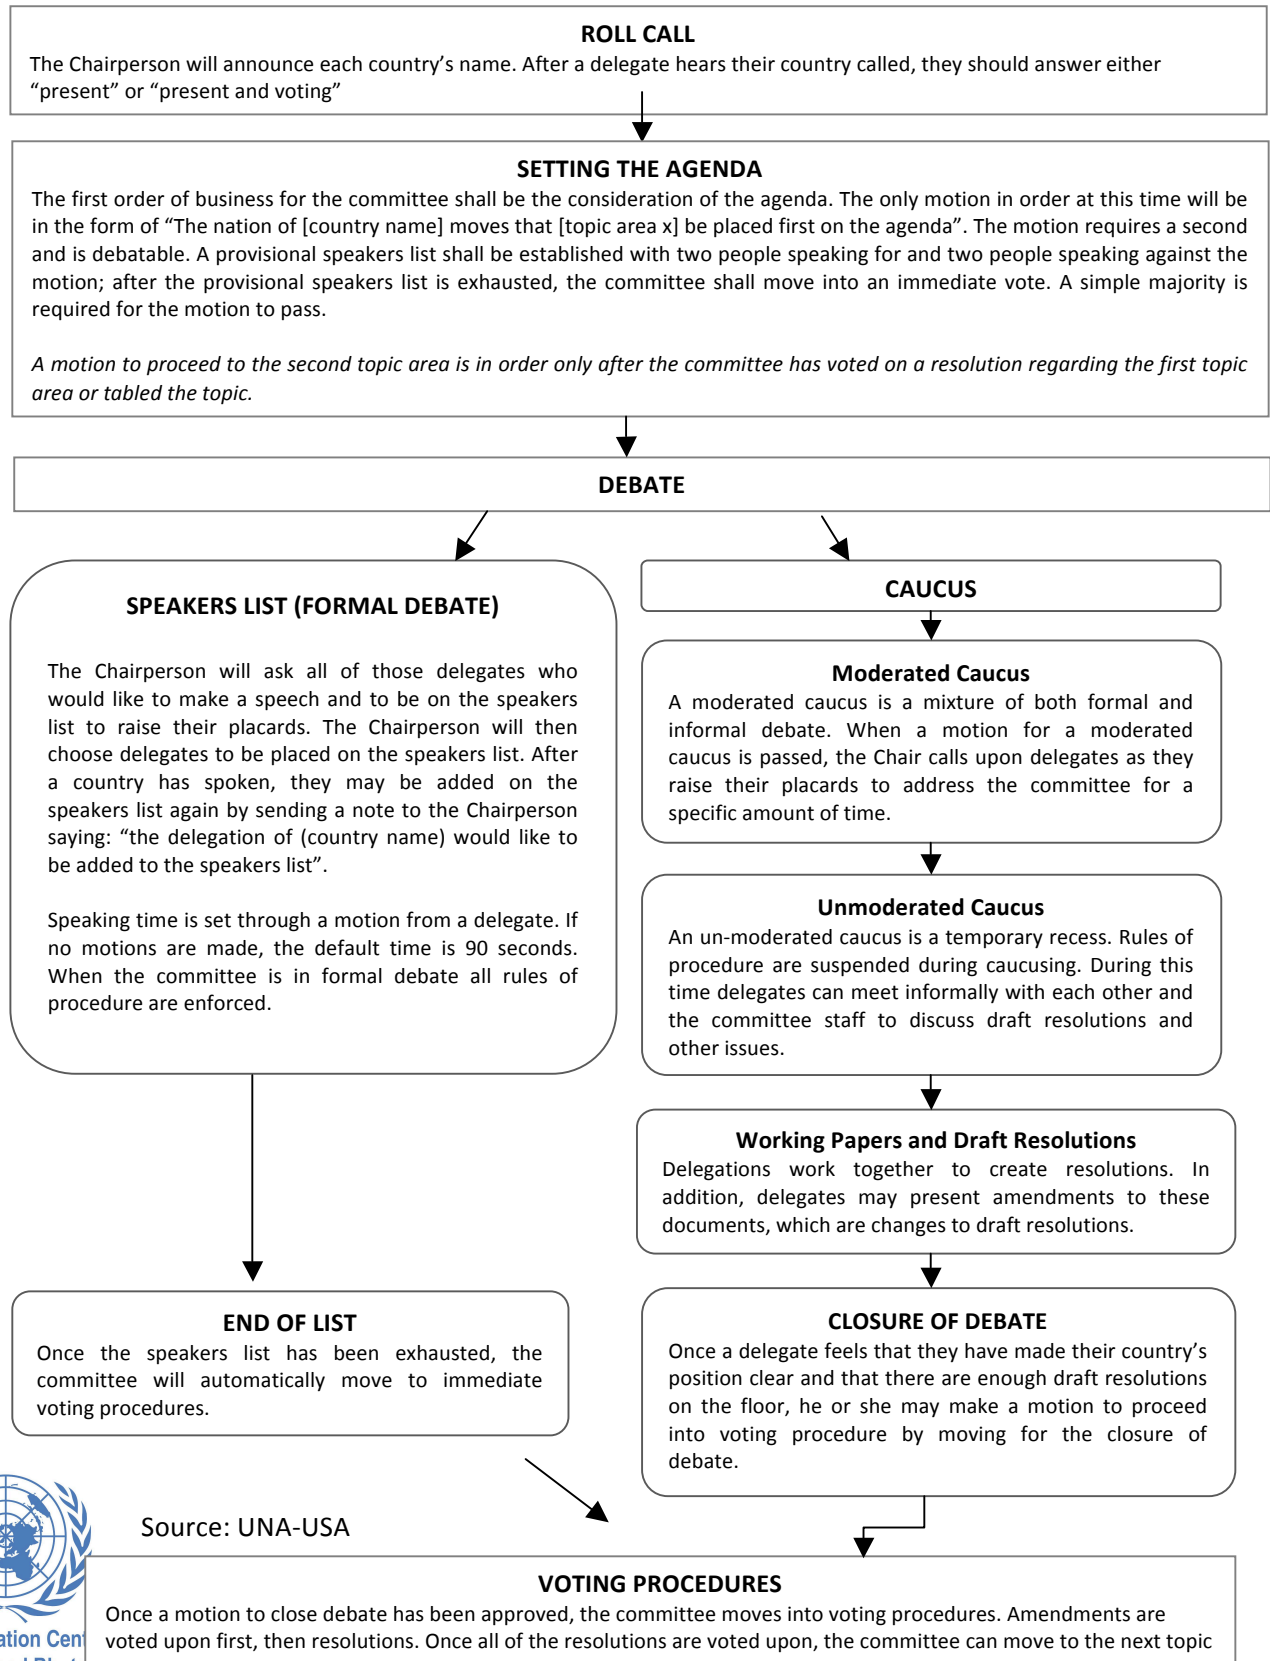 ROLL CALL
The Chairperson will announce each country’s name. After a delegate hears their country called, they should answer either
“present” or “present and voting”
SETTING THE AGENDA
The first order of business for the committee shall be the consideration of the agenda. The only motion in order at this time will be
in the form of “The nation of [country name] moves that [topic area x] be placed first on the agenda”. The motion requires a second
and is debatable. A provisional speakers list shall be established with two people speaking for and two people speaking against the
motion; after the provisional speakers list is exhausted, the committee shall move into an immediate vote. A simple majority is
required for the motion to pass.
A motion to proceed to the second topic area is in order only after the committee has voted on a resolution regarding the first topic
area or tabled the topic.
DEBATE
SPEAKERS LIST (FORMAL DEBATE)
The Chairperson will ask all of those delegates who
would like to make a speech and to be on the speakers
list to raise their placards. The Chairperson will then
choose delegates to be placed on the speakers list. After
a country has spoken, they may be added on the
speakers list again by sending a note to the Chairperson
saying: “the delegation of (country name) would like to
be added to the speakers list”.
Speaking time is set through a motion from a delegate. If
no motions are made, the default time is 90 seconds.
When the committee is in formal debate all rules of
procedure are enforced.
END OF LIST
Once the speakers list has been exhausted, the
committee will automatically move to immediate
voting procedures.
CAUCUS
Moderated Caucus
A moderated caucus is a mixture of both formal and
informal debate. When a motion for a moderated
caucus is passed, the Chair calls upon delegates as they
raise their placards to address the committee for a
specific amount of time.
Unmoderated Caucus
An un-moderated caucus is a temporary recess. Rules of
procedure are suspended during caucusing. During this
time delegates can meet informally with each other and
the committee staff to discuss draft resolutions and
other issues.
Working Papers and Draft Resolutions
Delegations work together to create resolutions. In
addition, delegates may present amendments to these
documents, which are changes to draft resolutions.
CLOSURE OF DEBATE
Once a delegate feels that they have made their country’s
position clear and that there are enough draft resolutions
on the floor, he or she may make a motion to proceed
into voting procedure by moving for the closure of
debate.
Source: UNA-USA
VOTING PROCEDURES
Once a motion to close debate has been approved, the committee moves into voting procedures. Amendments are
voted upon first, then resolutions. Once all of the resolutions are voted upon, the committee can move to the next topic
ation Cent